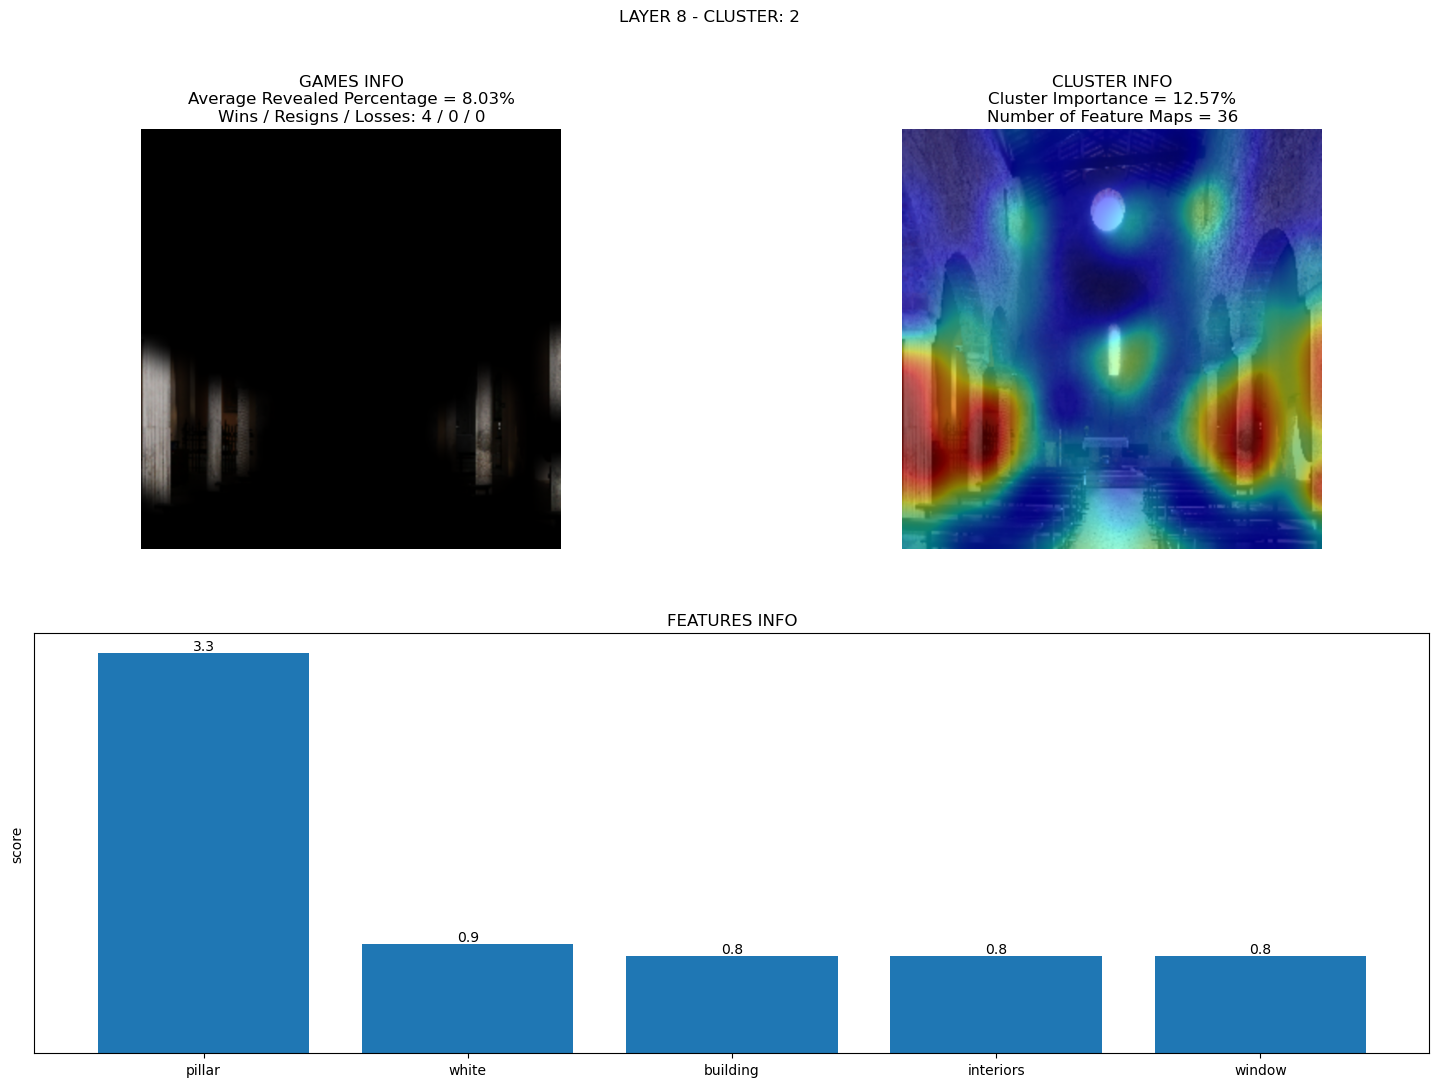 LAYER 8 - CLUSTER: 2
GAMES INFO
Average Revealed Percentage = 8.03%
Wins / Resigns / Losses: 4 / 0 / 0
CLUSTER INFO
Cluster Importance = 12.57%
Number of Feature Maps = 36
FEATURES INFO
score
3.3
0.9
0.8
0.8
0.8
pillar
white
building
interiors
window